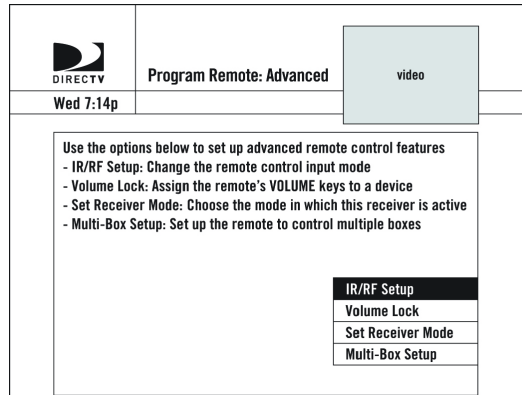 DIRECTV
Program Remote: Advanced
video
Wed 7:14p
Use the options below to set up advanced remote control features
- IR/RF Setup: Change the remote control input mode
- Volume Lock: Assign the remote's VOLUME keys to a device
- Set Receiver Mode: Choose the mode in which this receiver is active
- Multi-Box Setup: Set up the remote to control multiple boxes
IR/RF Setup
Volume Lock
Set Receiver Mode
Multi-Box Setup